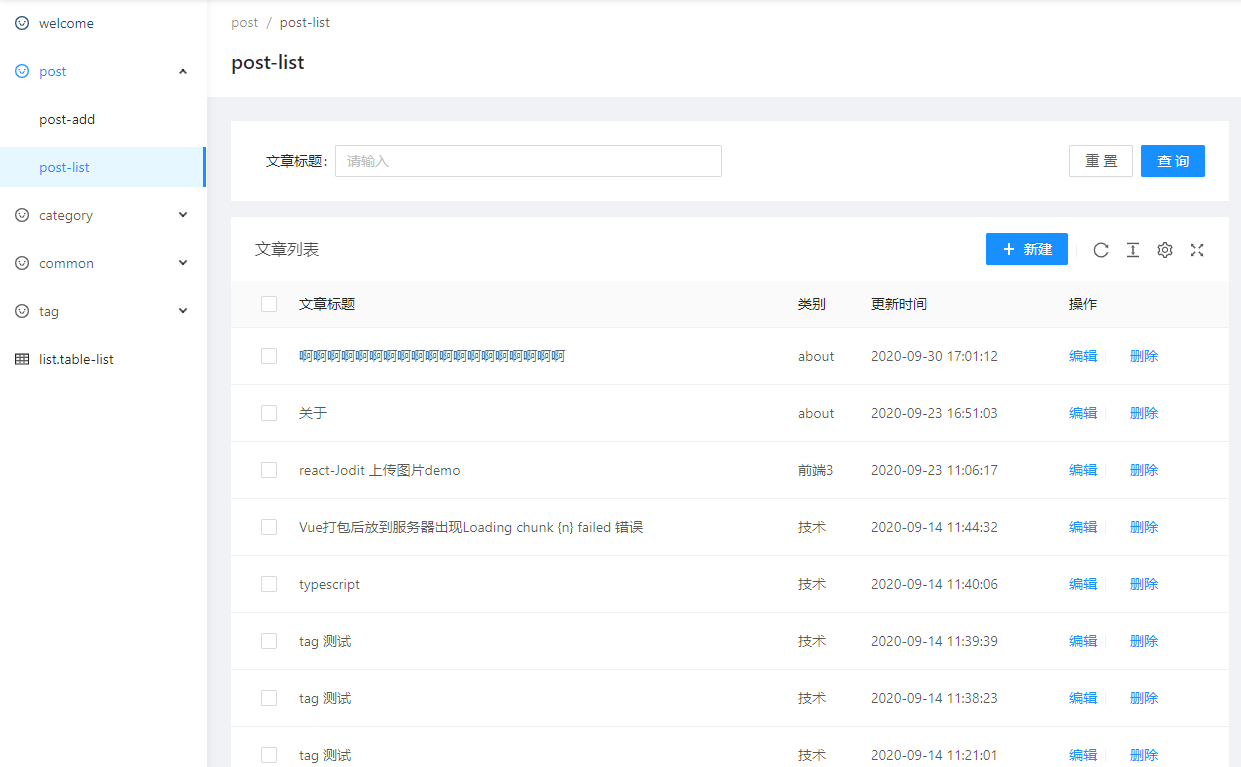 welcome
post
post-add
post-list
category
common
tag
list.table-list
post / post-list
post-list
文章标题: 请输入 重 置 查 询
文章列表 + 新建
文章标题 类别 更新时间 操作
啊啊啊啊啊啊啊啊啊啊啊啊啊啊啊啊啊啊啊 about 2020-09-30 17:01:12 编辑 删除
关于 about 2020-09-23 16:51:03 编辑 删除
react-Jodit 上传图片demo 前端3 2020-09-23 11:06:17 编辑 删除
Vue打包后放到服务器出现Loading chunk {n} failed 错误 技术 2020-09-14 11:44:32 编辑 删除
typescript 技术 2020-09-14 11:40:06 编辑 删除
tag 测试 技术 2020-09-14 11:39:39 编辑 删除
tag 测试 技术 2020-09-14 11:38:23 编辑 删除
tag 测试 技术 2020-09-14 11:21:01 编辑 删除